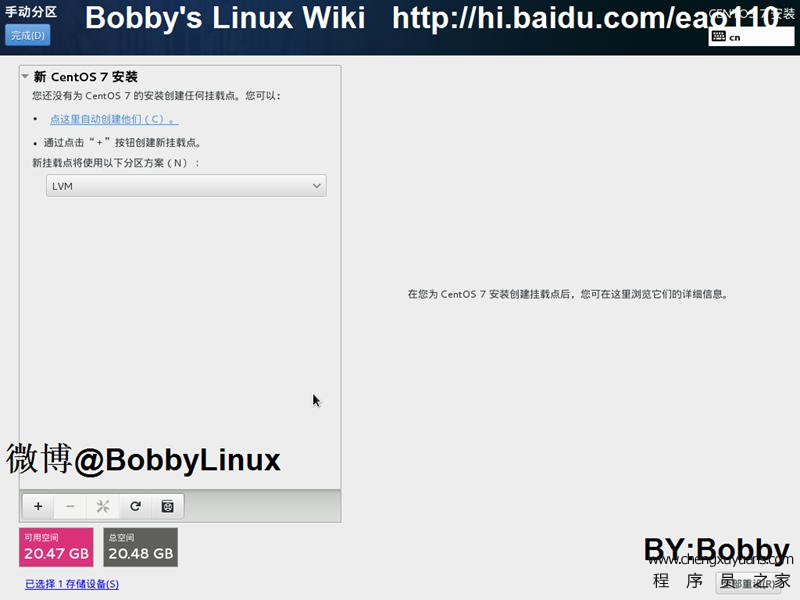 手动分区
Bobby's Linux Wiki http://hi.baidu.com/eao110
CENTOS 7 安装
完成(D)
cn
新 CentOS 7 安装
您还没有为 CentOS 7 的安装创建任何挂载点。您可以：
• 点这里自动创建他们（C）。
• 通过点击“+”按钮创建新挂载点。
新挂载点将使用以下分区方案（N）：
LVM
在您为 CentOS 7 安装创建挂载点后，您可在这里浏览它们的详细信息。
微博@BobbyLinux
+ −
可用空间
20.47 GB
总空间
20.48 GB
BY:Bobby
www.chengxuyuans.com
程序员之家
已选择 1 存储设备(S)